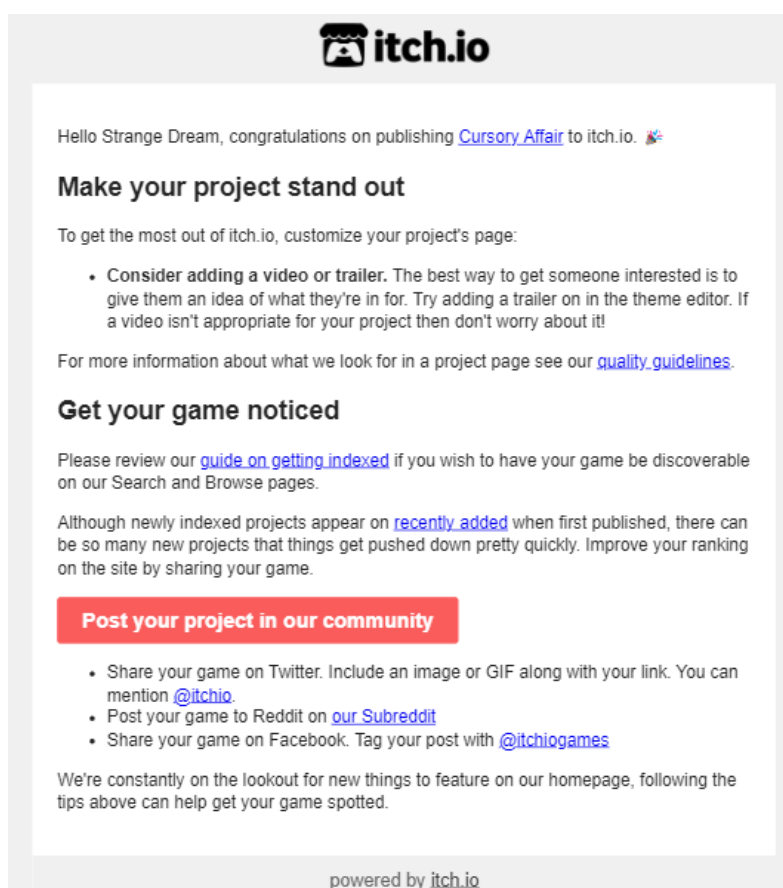 itch.io
Hello Strange Dream, congratulations on publishing Cursory Affair to itch.io. 🎉
Make your project stand out
To get the most out of itch.io, customize your project's page:
• Consider adding a video or trailer. The best way to get someone interested is to
give them an idea of what they're in for. Try adding a trailer on in the theme editor. If
a video isn't appropriate for your project then don't worry about it!
For more information about what we look for in a project page see our quality guidelines.
Get your game noticed
Please review our guide on getting indexed if you wish to have your game be discoverable
on our Search and Browse pages.
Although newly indexed projects appear on recently added when first published, there can
be so many new projects that things get pushed down pretty quickly. Improve your ranking
on the site by sharing your game.
Post your project in our community
• Share your game on Twitter. Include an image or GIF along with your link. You can
mention @itchio.
• Post your game to Reddit on our Subreddit
• Share your game on Facebook. Tag your post with @itchiogames
We're constantly on the lookout for new things to feature on our homepage, following the
tips above can help get your game spotted.
powered by itch.io